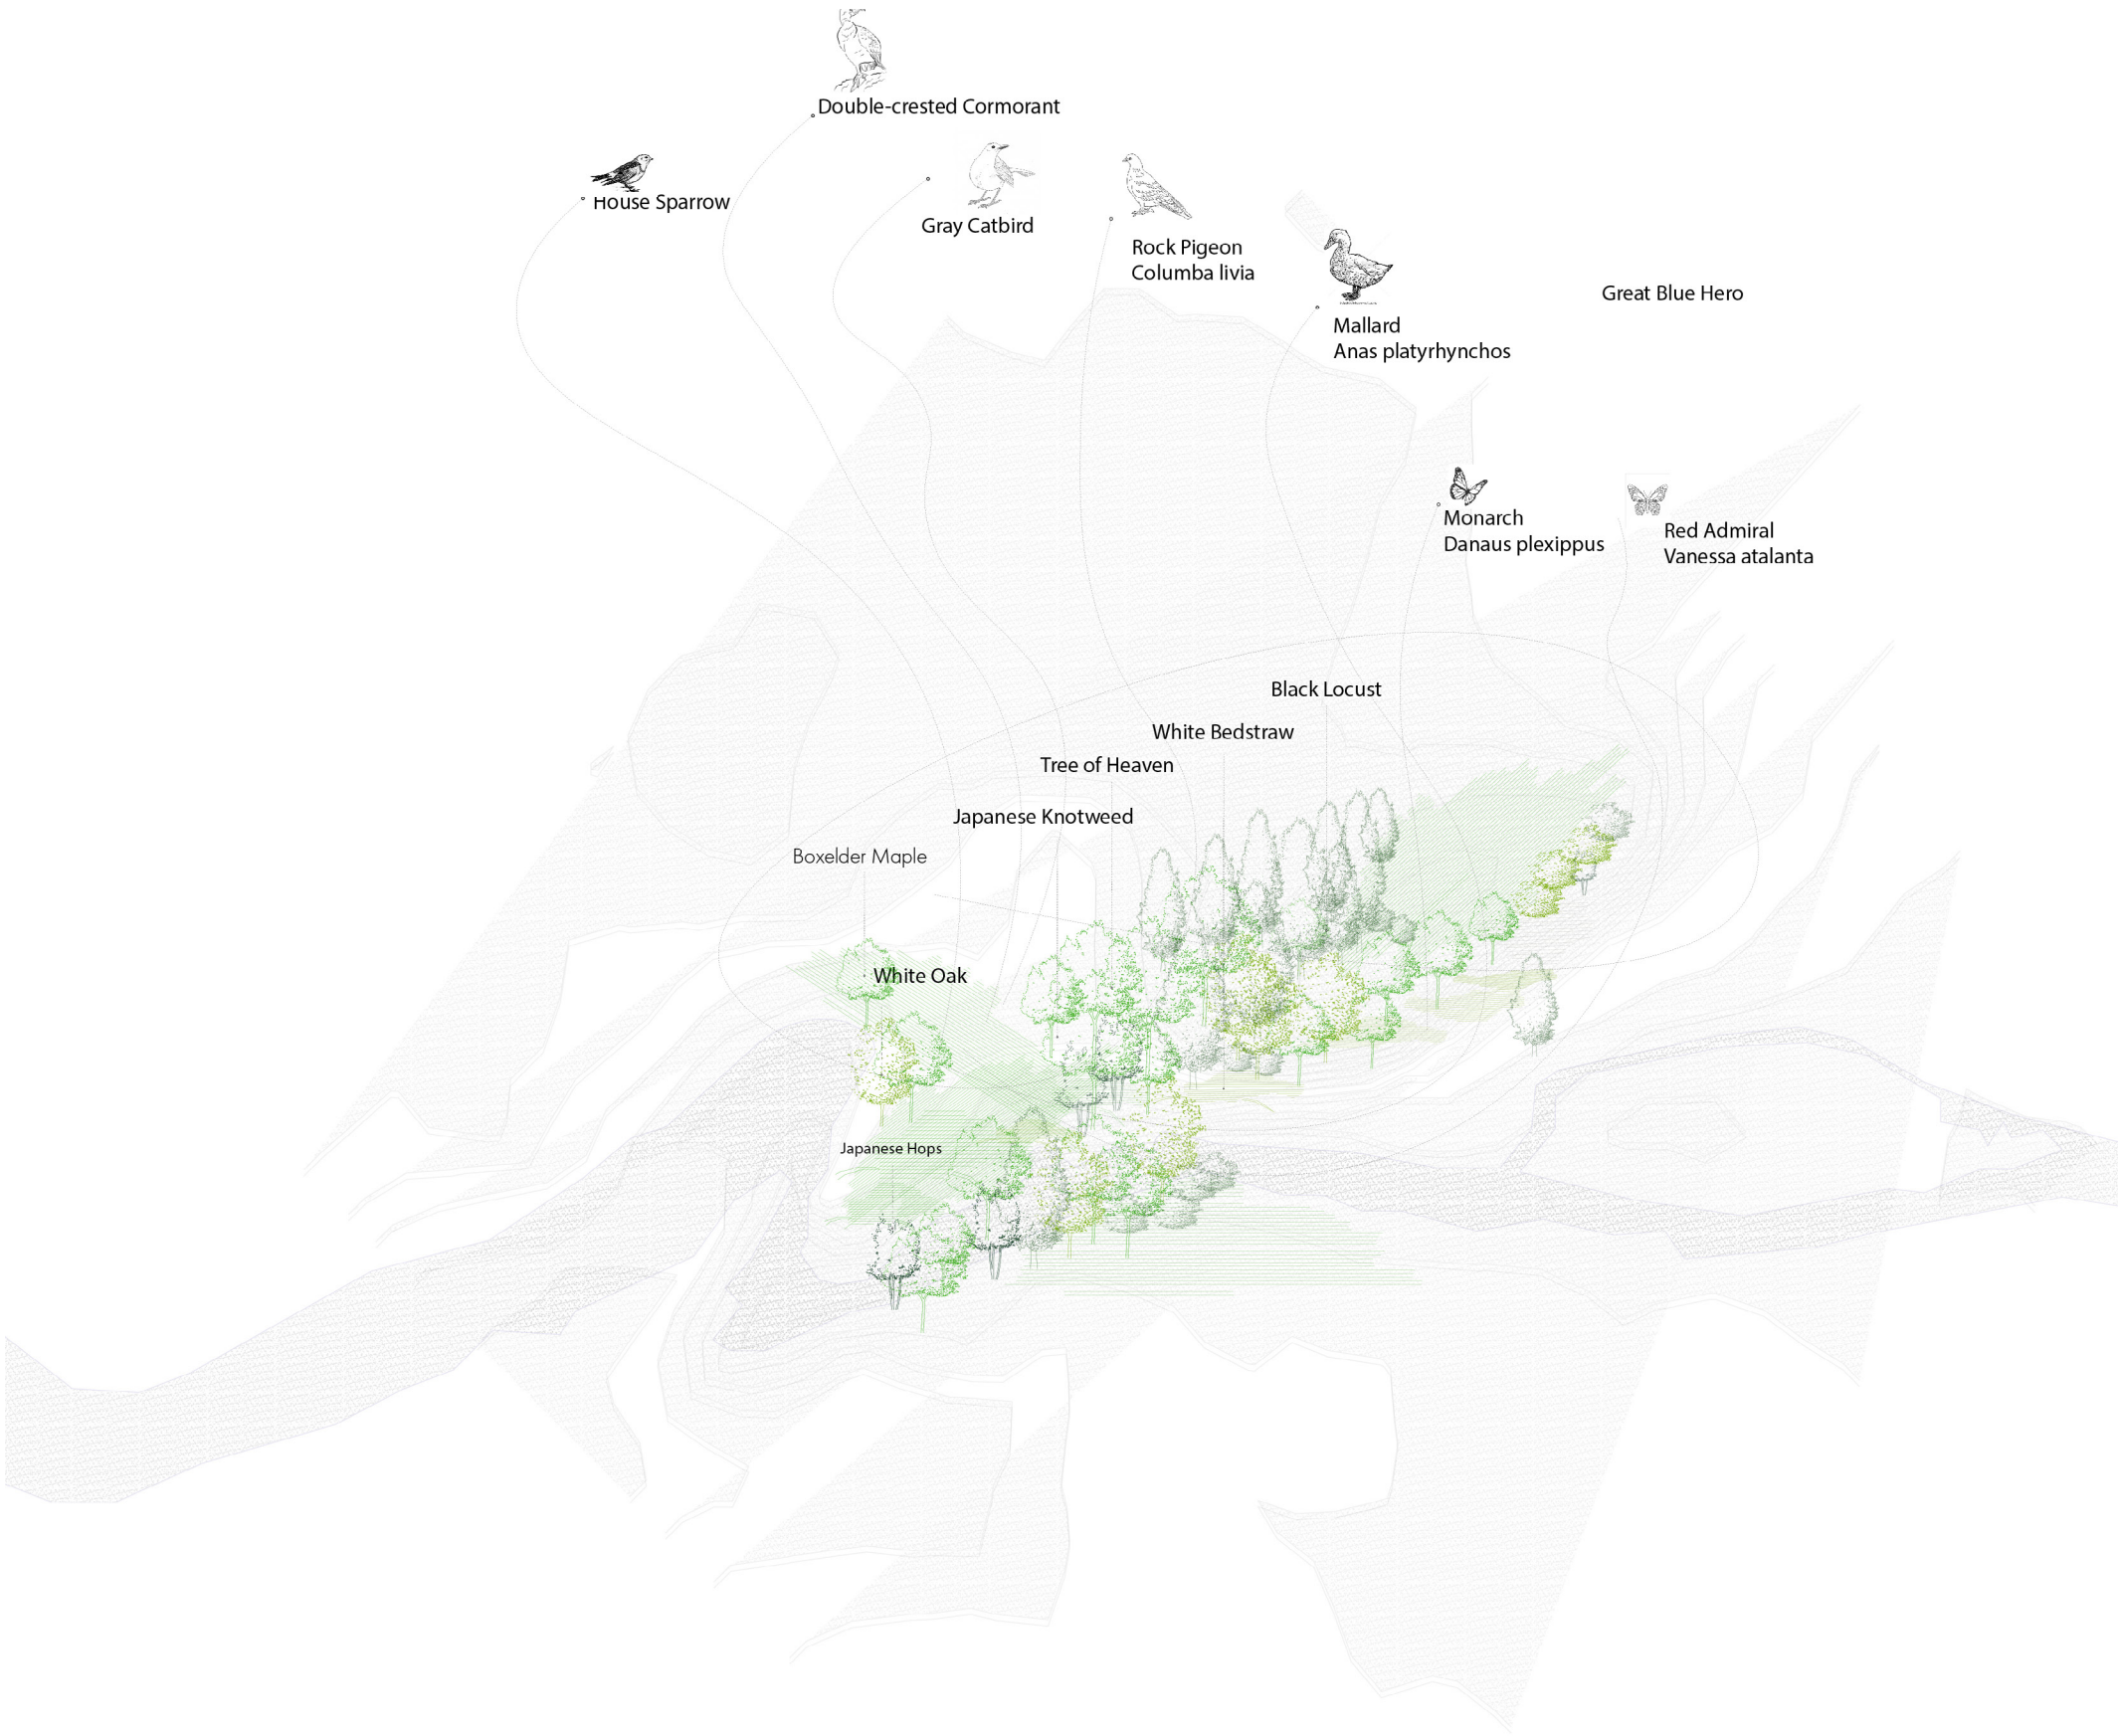 Double-crested Cormorant
House Sparrow
Gray Catbird
Rock Pigeon
Columba livia
Great Blue Hero
Mallard
Anas platyrhynchos
Monarch
Danaus plexippus
Red Admiral
Vanessa atalanta
Black Locust
White Bedstraw
Tree of Heaven
Japanese Knotweed
Boxelder Maple
White Oak
Japanese Hops